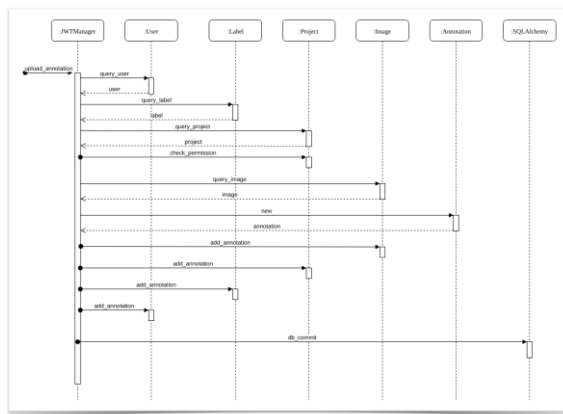 :JWTManager :User :Label :Project :Image :Annotation :SQLAlchemy
upload_annotation
query_user
user
query_label
label
query_project
project
check_permission
query_image
image
new
annotation
add_annotation
add_annotation
add_annotation
add_annotation
db_commit